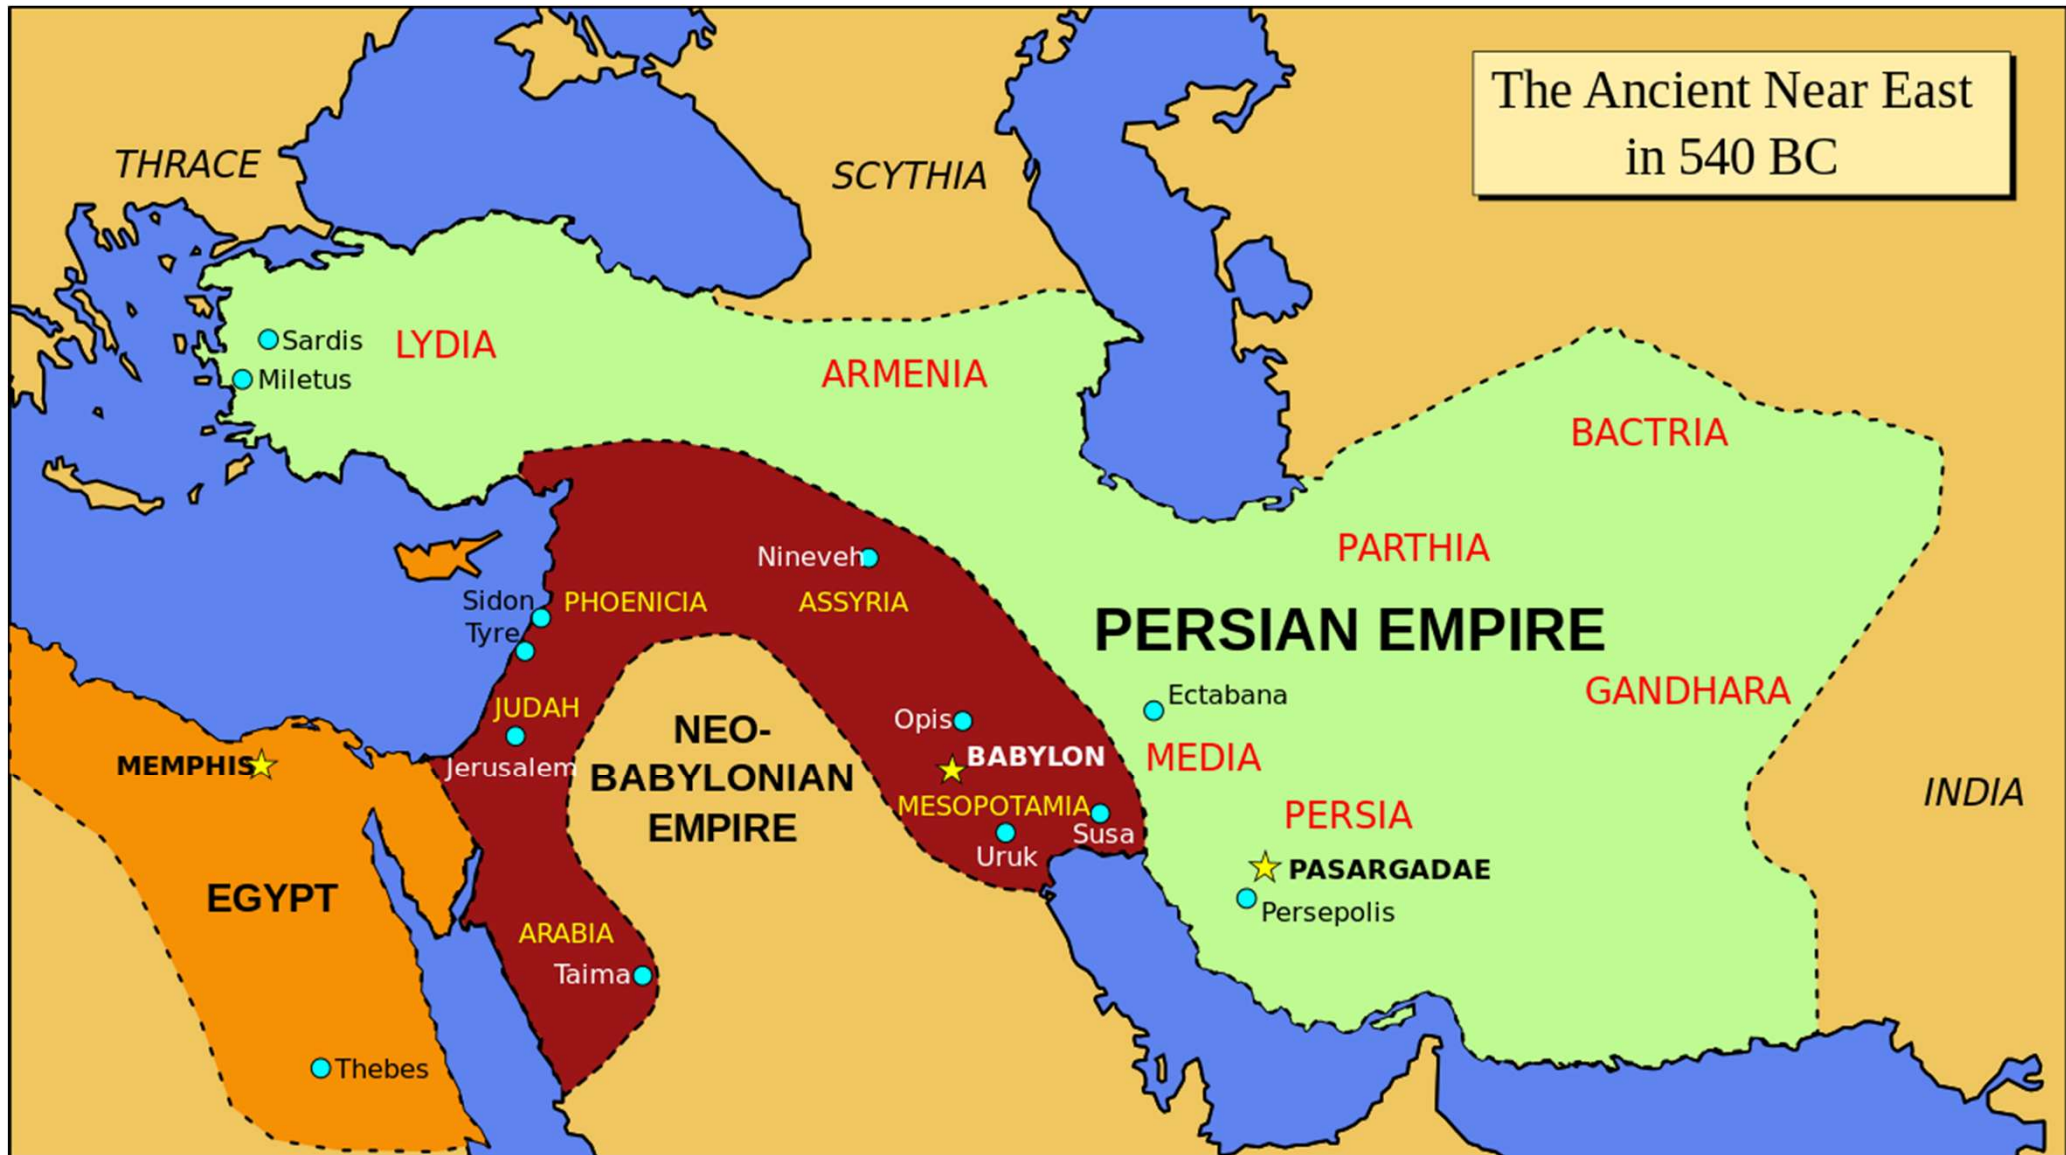 The Ancient Near East
in 540 BC
THRACE
SCYTHIA
Sardis
LYDIA
Miletus
ARMENIA
BACTRIA
PARTHIA
Nineveh
Sidon
PHOENICIA
ASSYRIA
Tyre
PERSIAN EMPIRE
GANDHARA
Ectabana
JUDAH
Opis
NEO-
BABYLONIAN
EMPIRE
MEMPHIS
Jerusalem
BABYLON
MEDIA
INDIA
MESOPOTAMIA
PERSIA
Susa
Uruk
PASARGADAE
EGYPT
Persepolis
ARABIA
Taima
Thebes